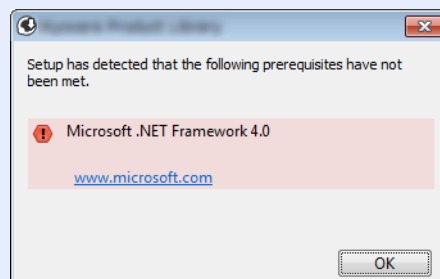 Setup has detected that the following prerequisites have not
been met.
Microsoft .NET Framework 4.0
www.microsoft.com
OK